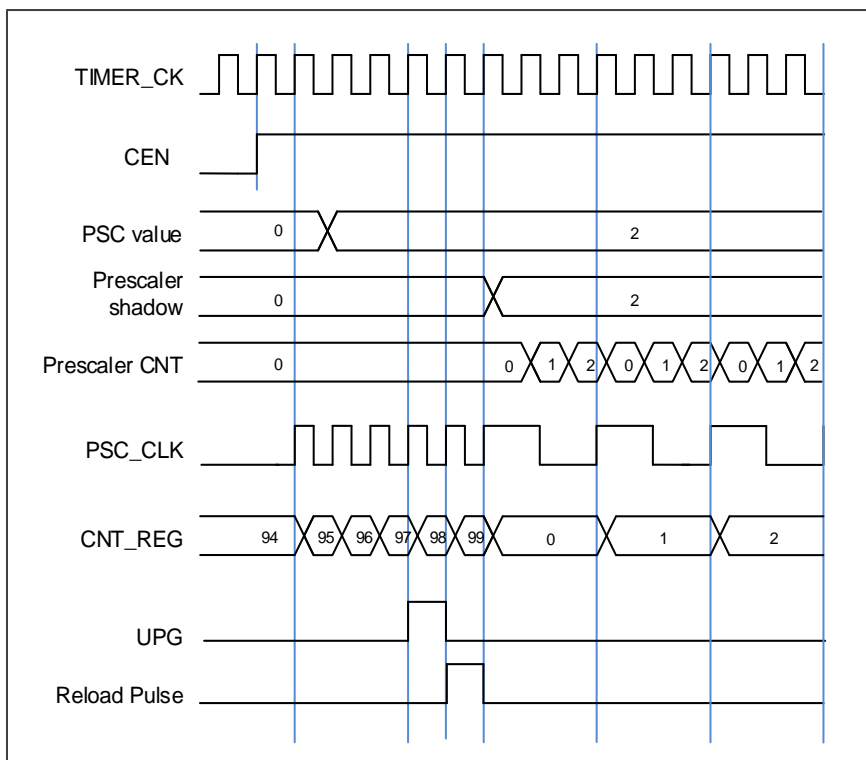 TIMER_CK
CEN
PSC value 0 2
Prescaler
shadow 0 2
Prescaler CNT 0 0 1 2 0 1 2 0 1 2
PSC_CLK
CNT_REG 94 95 96 97 98 99 0 1 2
UPG
Reload Pulse